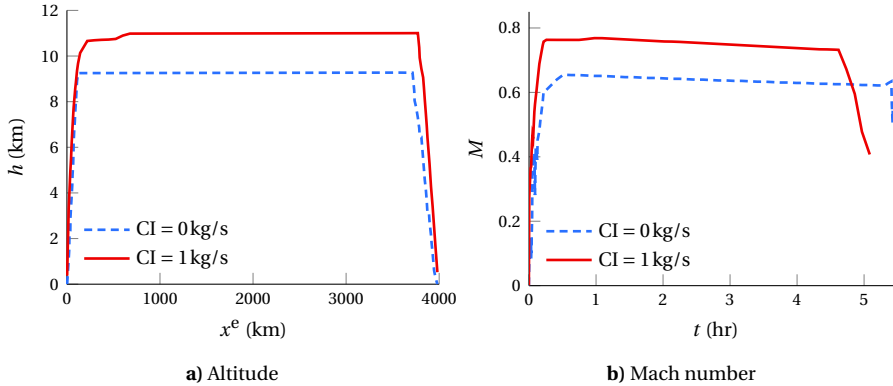 12
10
8
6
4
2
0
h (km)
CI = 0 kg/s
CI = 1 kg/s
0 1000 2000 3000 4000
xᵉ (km)
a) Altitude
0.8
0.6
0.4
0.2
0
M
CI = 0 kg/s
CI = 1 kg/s
0 1 2 3 4 5
t (hr)
b) Mach number